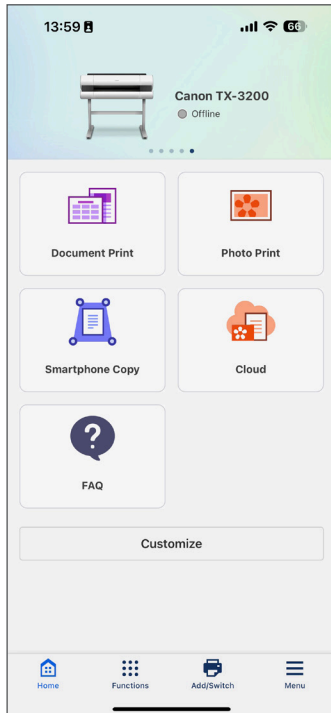 13:59
66
Canon TX-3200
Offline
Document Print
Photo Print
Smartphone Copy
Cloud
?
FAQ
Customize
Home
Functions
Add/Switch
Menu